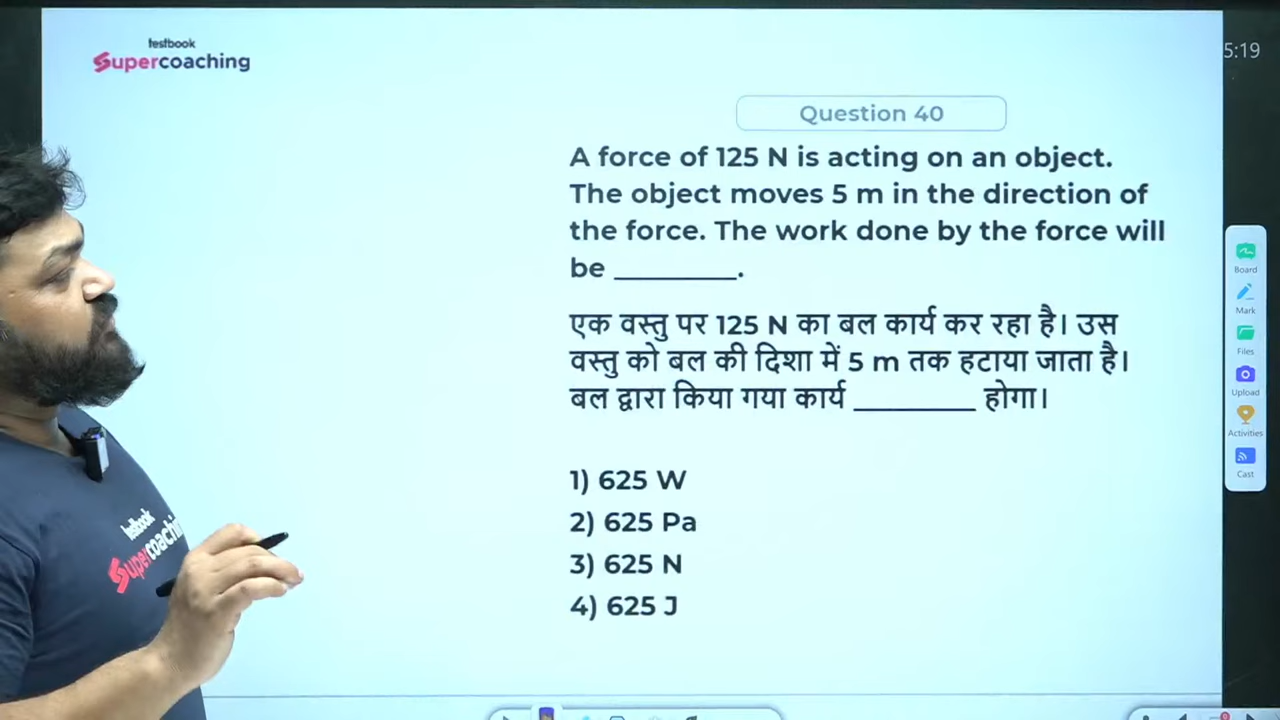 testbook
Supercoaching
5:19
Question 40
A force of 125 N is acting on an object.
The object moves 5 m in the direction of
the force. The work done by the force will
be ________.
एक वस्तु पर 125 N का बल कार्य कर रहा है। उस
वस्तु को बल की दिशा में 5 m तक हटाया जाता है।
बल द्वारा किया गया कार्य ________ होगा।
1) 625 W
2) 625 Pa
3) 625 N
4) 625 J
Board
Mark
Files
Upload
Activities
Cast
testbook
Supercoaching